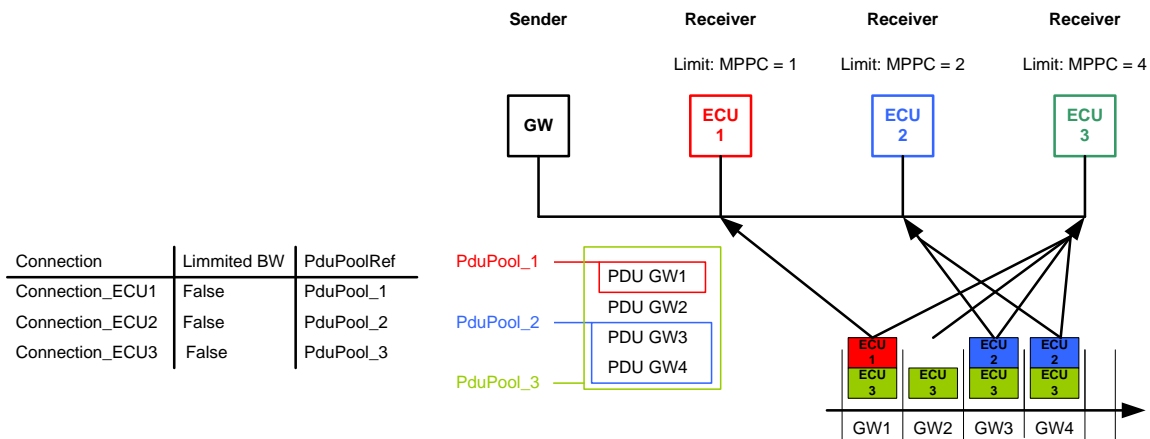 Sender Receiver Receiver Receiver
Limit: MPPC = 1 Limit: MPPC = 2 Limit: MPPC = 4
GW
ECU
1
ECU
2
ECU
3
Connection Limmited BW PduPoolRef
Connection_ECU1 False PduPool_1
Connection_ECU2 False PduPool_2
Connection_ECU3 False PduPool_3
PduPool_1
PduPool_2
PduPool_3
PDU GW1
PDU GW2
PDU GW3
PDU GW4
ECU
1
ECU
3
ECU
3
ECU
2
ECU
3
ECU
2
ECU
3
GW1 GW2 GW3 GW4